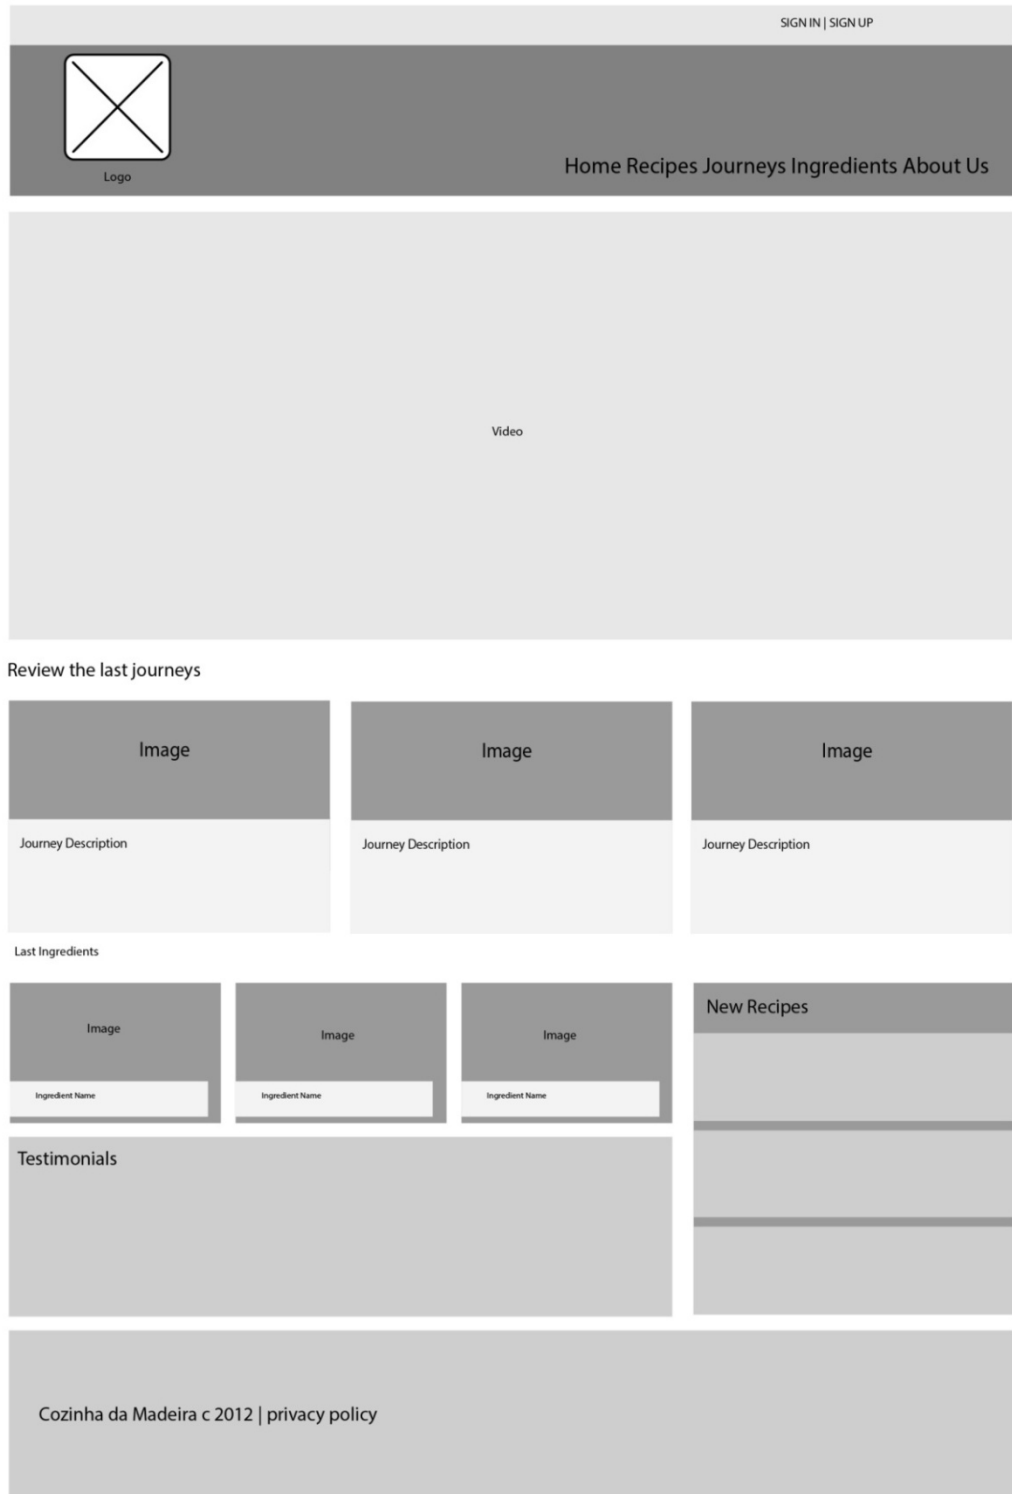 SIGN IN | SIGN UP
Logo
Home Recipes Journeys Ingredients About Us
Video
Review the last journeys
Image
Image
Image
Journey Description
Journey Description
Journey Description
Last Ingredients
Image
Image
Image
Ingredient Name
Ingredient Name
Ingredient Name
New Recipes
Testimonials
Cozinha da Madeira c 2012 | privacy policy